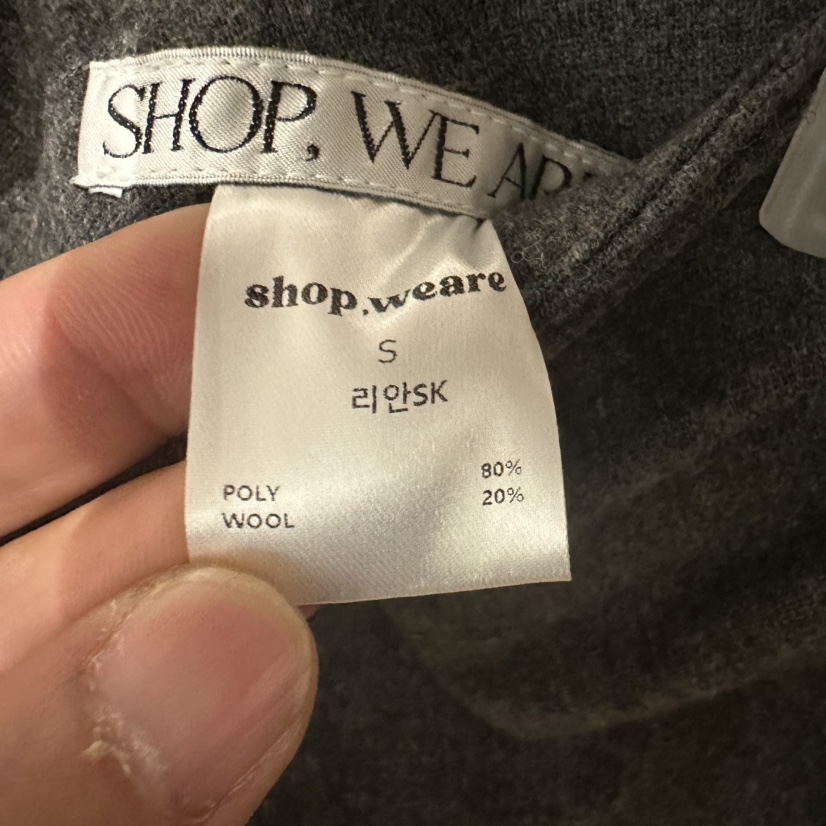 SHOP, WE AR
shop,weare
S
리안SK
POLY 80%
WOOL 20%